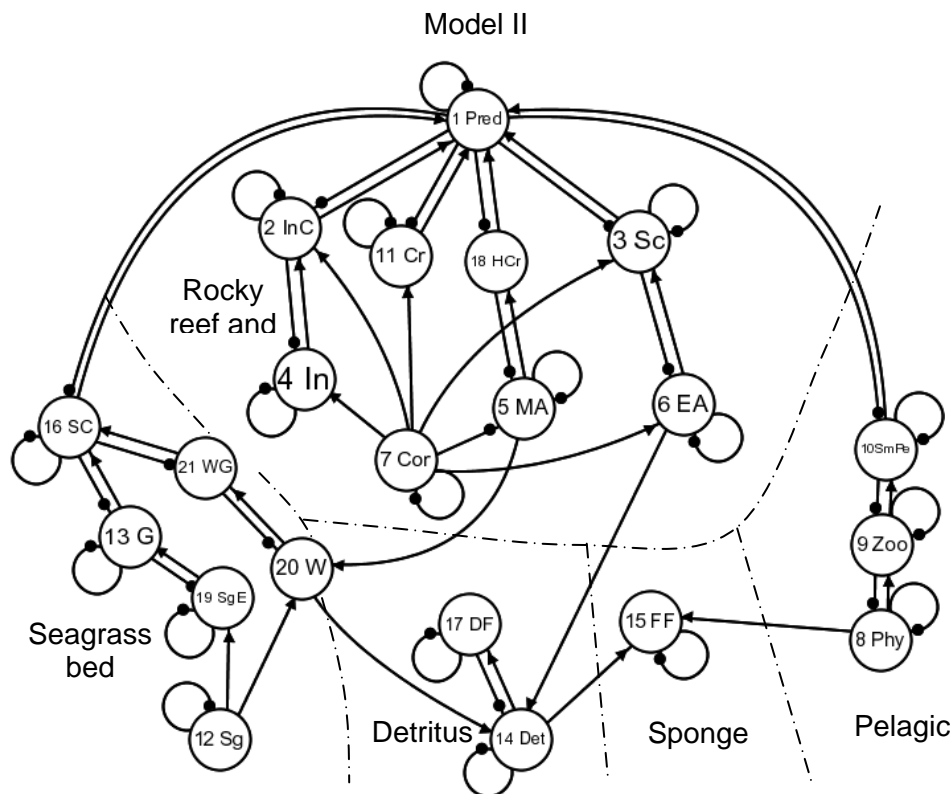 Model II
1 Pred
2 InC
11 Cr
18 HCr
3 Sc
Rocky
reef and
4 In
5 MA
6 EA
7 Cor
16 SC
21 WG
10SmPe
13 G
9 Zoo
20 W
19 SgE
17 DF
15 FF
8 Phy
Seagrass
bed
12 Sg
Detritus
14 Det
Sponge
Pelagic